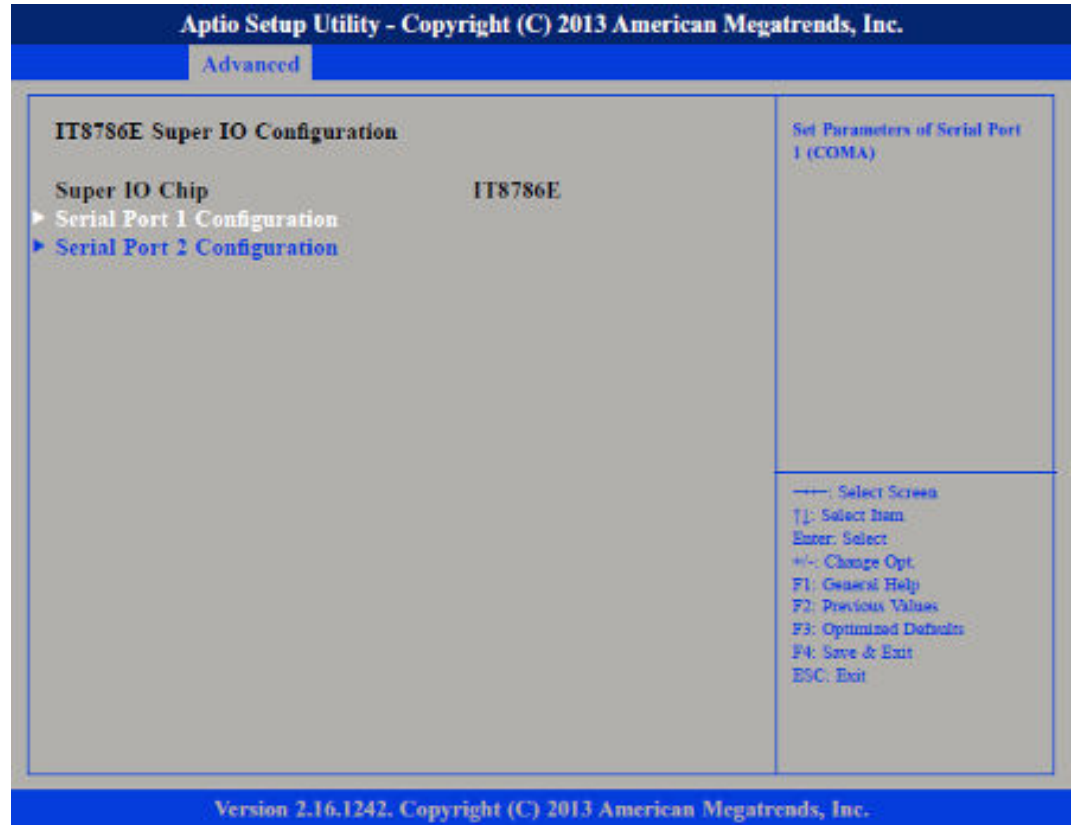 Aptio Setup Utility - Copyright (C) 2013 American Megatrends, Inc.
Advanced
IT8786E Super IO Configuration
Super IO Chip IT8786E
Serial Port 1 Configuration
Serial Port 2 Configuration
Set Parameters of Serial Port
1 (COMA)
→←: Select Screen
↑↓: Select Item
Enter: Select
+/-: Change Opt.
F1: General Help
F2: Previous Values
F3: Optimized Defaults
F4: Save & Exit
ESC: Exit
Version 2.16.1242. Copyright (C) 2013 American Megatrends, Inc.